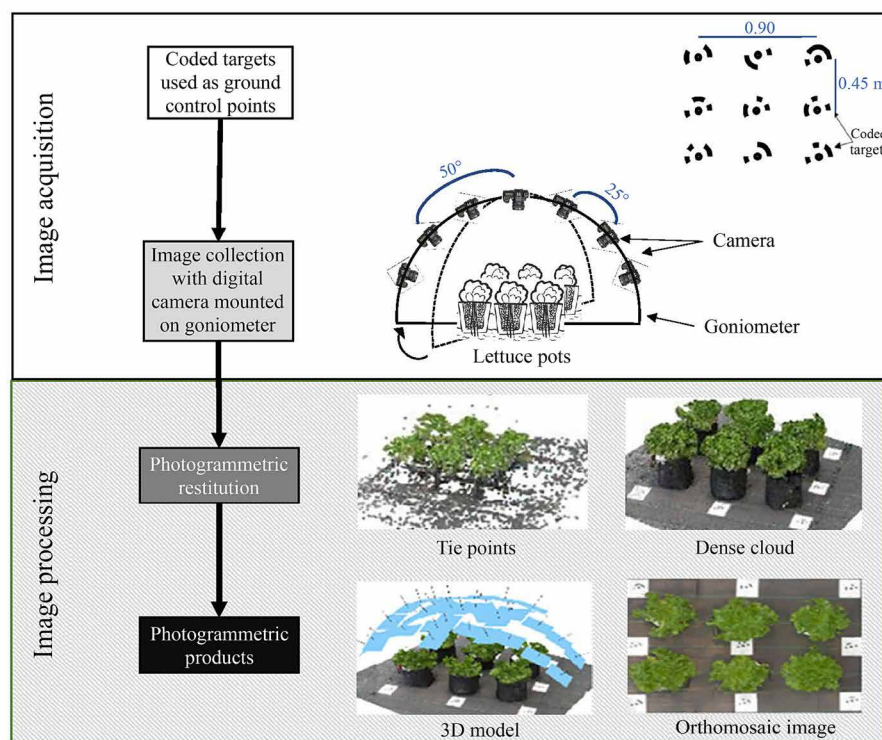 Image acquisition
Coded targets
used as ground
control points
0.90
0.45 m
Coded
target
50°
25°
Image collection
with digital
camera mounted
on goniometer
Camera
Goniometer
Lettuce pots
Image processing
Photogrammetric
restitution
Tie points
Dense cloud
Photogrammetric
products
3D model
Orthomosaic image